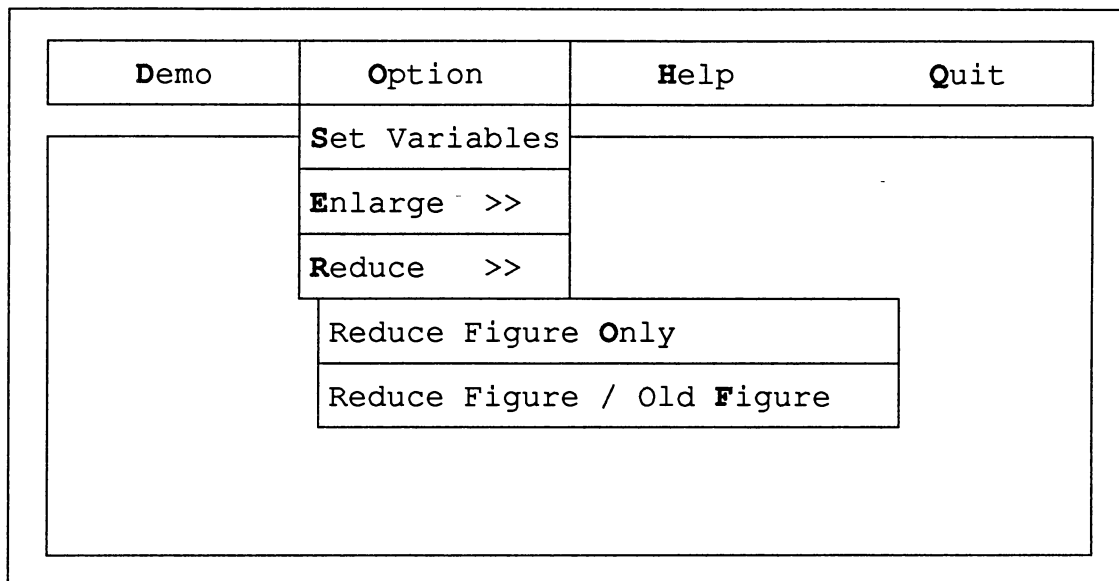 Demo Option Help Quit
Set Variables
Enlarge >>
Reduce >>
Reduce Figure Only
Reduce Figure / Old Figure